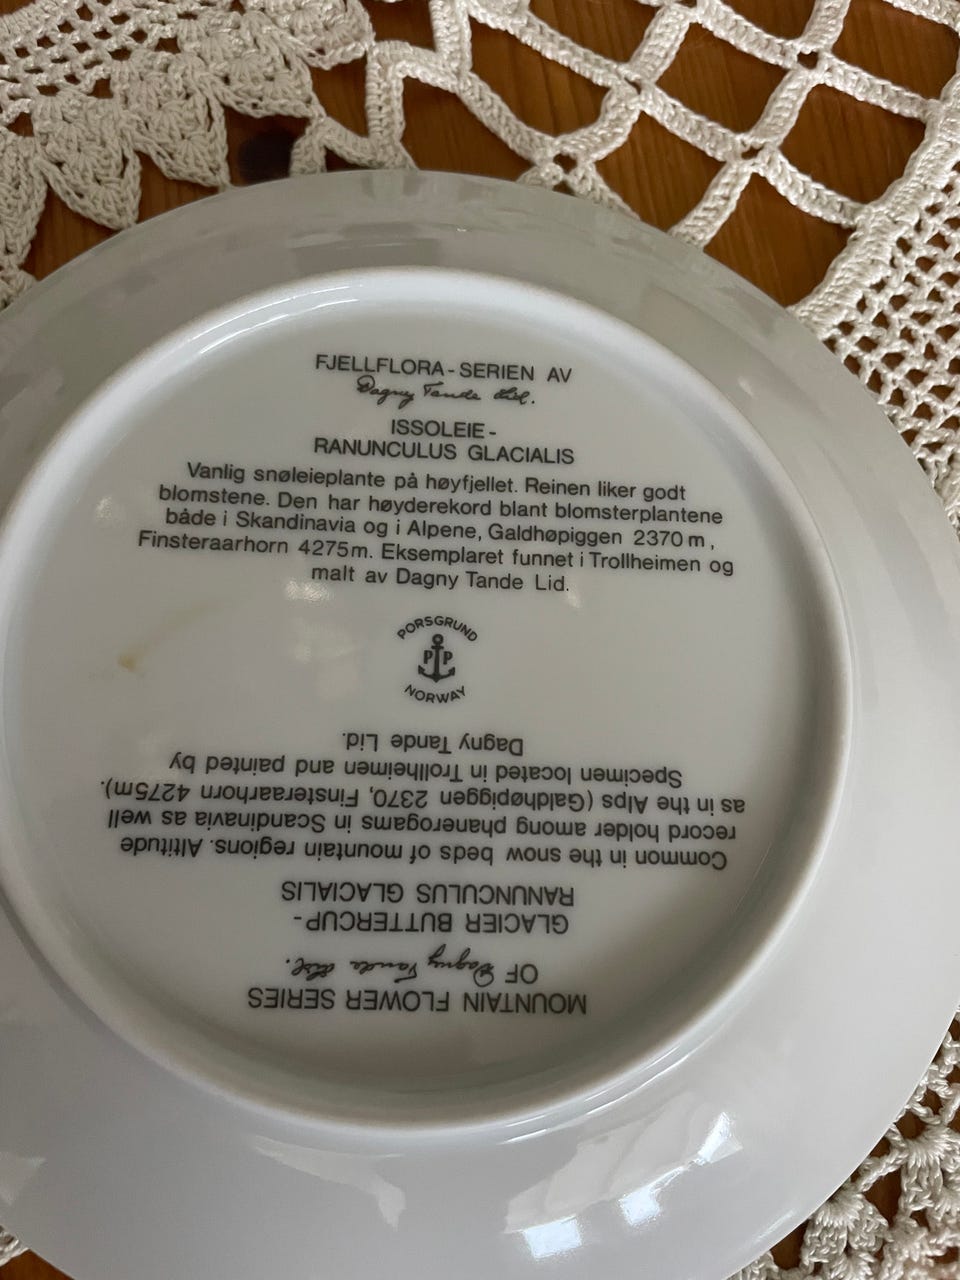 FJELLFLORA-SERIEN AV
Dagny Tande Lid.
ISSOLEIE-
RANUNCULUS GLACIALIS
Vanlig snøleieplante på høyfjellet. Reinen liker godt
blomstene. Den har høyderekord blant blomsterplantene
både i Skandinavia og i Alpene, Galdhøpiggen 2370 m,
Finsteraarhorn 4275m. Eksemplaret funnet i Trollheimen og
malt av Dagny Tande Lid.
PORSGRUND
PP
NORWAY
MOUNTAIN FLOWER SERIES
OF Dagny Tande Lid.
GLACIER BUTTERCUP-
RANUNCULUS GLACIALIS
Common in the snow beds of mountain regions. Altitude
record holder among phanerogams in Scandinavia as well
as in the Alps (Galdhøpiggen 2370, Finsteraarhorn 4275m).
Specimen located in Trollheimen and painted by
Dagny Tande Lid.